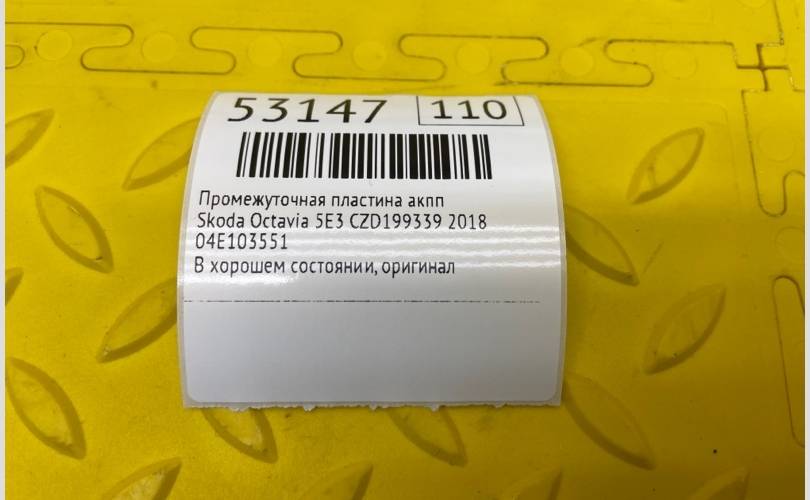 53147 110
Промежуточная пластина акпп
Skoda Octavia 5E3 CZD199339 2018
04E103551
В хорошем состоянии, оригинал